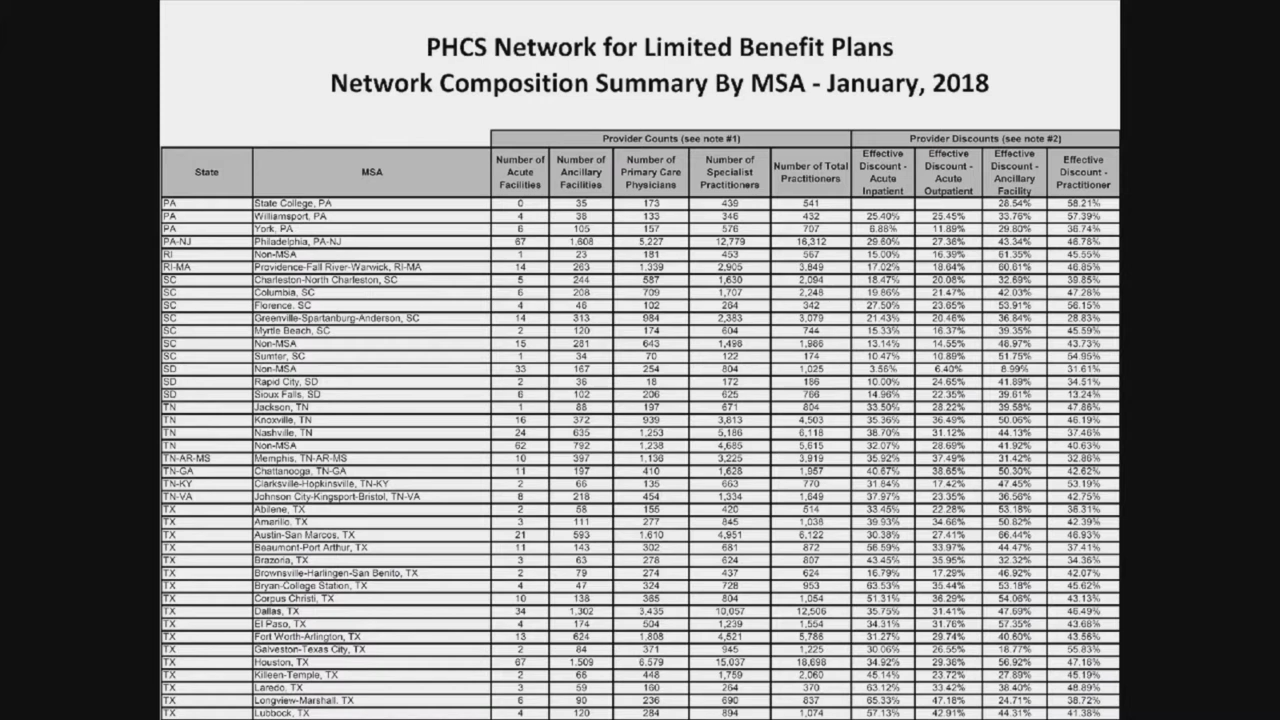 PHCS Network for Limited Benefit Plans
Network Composition Summary By MSA - January, 2018
Provider Counts (see note #1) Provider Discounts (see note #2)
State MSA Number of Acute Facilities Number of Ancillary Facilities Number of Primary Care Physicians Number of Specialist Practitioners Number of Total Practitioners Effective Discount - Acute Inpatient Effective Discount - Acute Outpatient Effective Discount - Ancillary Facility Effective Discount - Practitioner
PA State College, PA 0 35 173 439 541 28.54% 58.21%
PA Williamsport, PA 4 38 133 346 432 25.40% 25.45% 33.76% 57.39%
PA York, PA 6 105 157 576 707 6.88% 11.89% 29.80% 36.74%
PA-NJ Philadelphia, PA-NJ 67 1,608 5,227 12,779 16,312 29.60% 27.36% 43.34% 46.78%
RI Non-MSA 1 23 181 453 567 15.00% 16.39% 61.35% 45.55%
RI-MA Providence-Fall River-Warwick, RI-MA 14 263 1,339 2,905 3,849 17.02% 18.64% 60.61% 46.85%
SC Charleston-North Charleston, SC 5 244 587 1,630 2,094 18.47% 20.08% 32.69% 39.85%
SC Columbia, SC 6 208 709 1,707 2,248 19.86% 21.47% 42.03% 47.26%
SC Florence, SC 4 46 102 264 342 27.50% 23.65% 53.91% 56.15%
SC Greenville-Spartanburg-Anderson, SC 14 313 984 2,383 3,079 21.43% 20.46% 36.84% 28.83%
SC Myrtle Beach, SC 2 120 174 604 744 15.33% 16.37% 39.35% 45.59%
SC Non-MSA 15 281 643 1,498 1,986 13.14% 14.55% 48.97% 43.73%
SC Sumter, SC 1 34 70 122 174 10.47% 10.89% 51.75% 54.95%
SD Non-MSA 33 167 254 804 1,025 3.56% 6.40% 8.99% 31.61%
SD Rapid City, SD 2 36 18 172 186 10.00% 24.65% 41.89% 34.51%
SD Sioux Falls, SD 6 102 206 625 766 14.96% 22.35% 39.61% 13.24%
TN Jackson, TN 1 88 197 671 804 33.50% 28.22% 39.58% 47.86%
TN Knoxville, TN 16 372 939 3,813 4,503 35.36% 36.49% 50.06% 46.19%
TN Nashville, TN 24 635 1,253 5,186 6,118 38.70% 31.12% 44.13% 37.46%
TN Non-MSA 62 792 1,238 4,685 5,615 32.07% 28.69% 41.92% 40.63%
TN-AR-MS Memphis, TN-AR-MS 10 397 1,136 3,225 3,919 35.92% 37.49% 31.42% 32.86%
TN-GA Chattanooga, TN-GA 11 197 410 1,628 1,957 40.67% 38.65% 50.30% 42.62%
TN-KY Clarksville-Hopkinsville, TN-KY 2 66 135 663 770 31.84% 17.42% 47.45% 53.19%
TN-VA Johnson City-Kingsport-Bristol, TN-VA 8 218 454 1,334 1,649 37.97% 23.35% 36.56% 42.75%
TX Abilene, TX 2 58 156 420 514 33.45% 22.28% 53.18% 36.31%
TX Amarillo, TX 3 111 277 845 1,038 39.93% 34.66% 50.82% 42.39%
TX Austin-San Marcos, TX 21 593 1,610 4,951 6,122 30.38% 27.41% 66.44% 46.93%
TX Beaumont-Port Arthur, TX 11 143 302 681 872 56.59% 33.97% 44.47% 37.41%
TX Brazoria, TX 3 63 278 624 807 43.45% 35.95% 32.32% 34.36%
TX Brownsville-Harlingen-San Benito, TX 2 79 274 437 624 16.79% 17.29% 46.92% 42.07%
TX Bryan-College Station, TX 4 47 324 728 953 63.53% 35.44% 53.18% 45.62%
TX Corpus Christi, TX 10 138 385 804 1,054 51.31% 36.29% 54.06% 43.13%
TX Dallas, TX 34 1,302 3,435 10,057 12,506 35.75% 31.41% 47.69% 46.49%
TX El Paso, TX 4 174 504 1,239 1,554 34.31% 31.76% 57.35% 43.68%
TX Fort Worth-Arlington, TX 13 624 1,808 4,521 5,786 31.27% 29.74% 40.60% 43.56%
TX Galveston-Texas City, TX 2 84 371 945 1,225 30.06% 26.55% 18.77% 55.83%
TX Houston, TX 67 1,509 6,579 15,037 18,698 34.92% 29.36% 56.92% 47.16%
TX Killeen-Temple, TX 2 66 448 1,759 2,060 45.14% 23.72% 27.89% 45.19%
TX Laredo, TX 3 59 160 264 370 63.12% 33.42% 38.40% 48.89%
TX Longview-Marshall, TX 6 90 236 690 837 65.33% 47.18% 24.71% 38.72%
TX Lubbock, TX 4 120 284 894 1,074 57.13% 42.91% 44.31% 41.38%